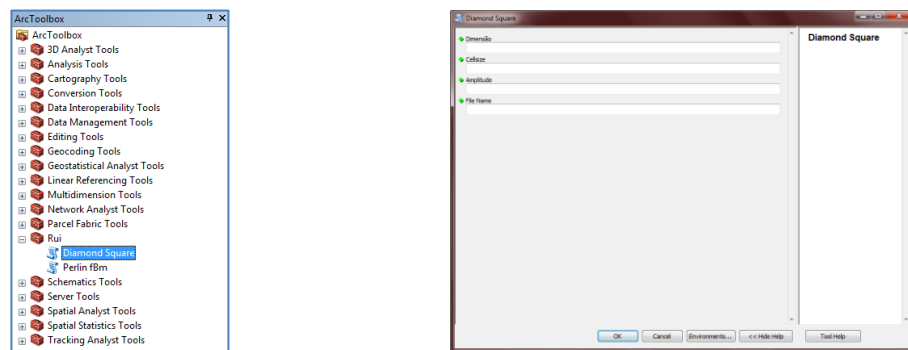 ArcToolbox
ArcToolbox
3D Analyst Tools
Analysis Tools
Cartography Tools
Conversion Tools
Data Interoperability Tools
Data Management Tools
Editing Tools
Geocoding Tools
Geostatistical Analyst Tools
Linear Referencing Tools
Multidimension Tools
Network Analyst Tools
Parcel Fabric Tools
Rui
Diamond Square
Perlin fBm
Schematics Tools
Server Tools
Spatial Analyst Tools
Spatial Statistics Tools
Tracking Analyst Tools
Diamond Square
Dimensão
Cellsize
Amplitude
File Name
Diamond Square
OK
Cancel
Environments...
<< Hide Help
Tool Help